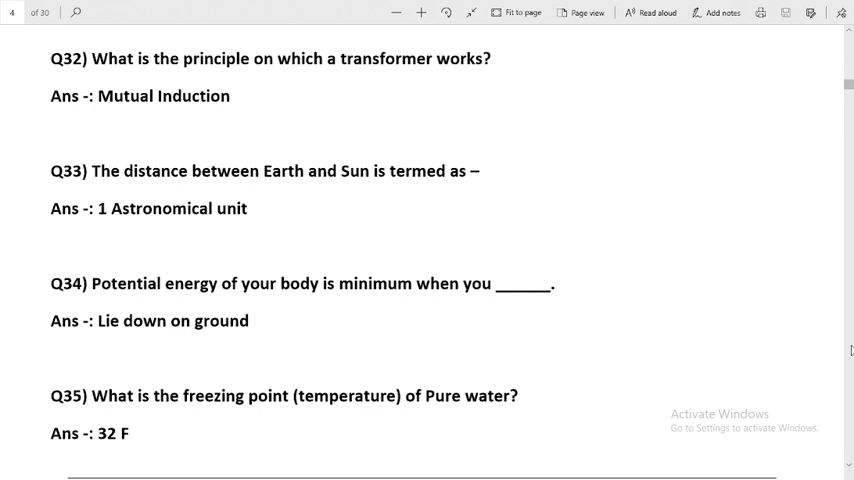 4 of 30 Fit to page Page view Read aloud Add notes
Q32) What is the principle on which a transformer works?
Ans -: Mutual Induction
Q33) The distance between Earth and Sun is termed as –
Ans -: 1 Astronomical unit
Q34) Potential energy of your body is minimum when you ______.
Ans -: Lie down on ground
Q35) What is the freezing point (temperature) of Pure water?
Ans -: 32 F
Activate Windows
Go to Settings to activate Windows.